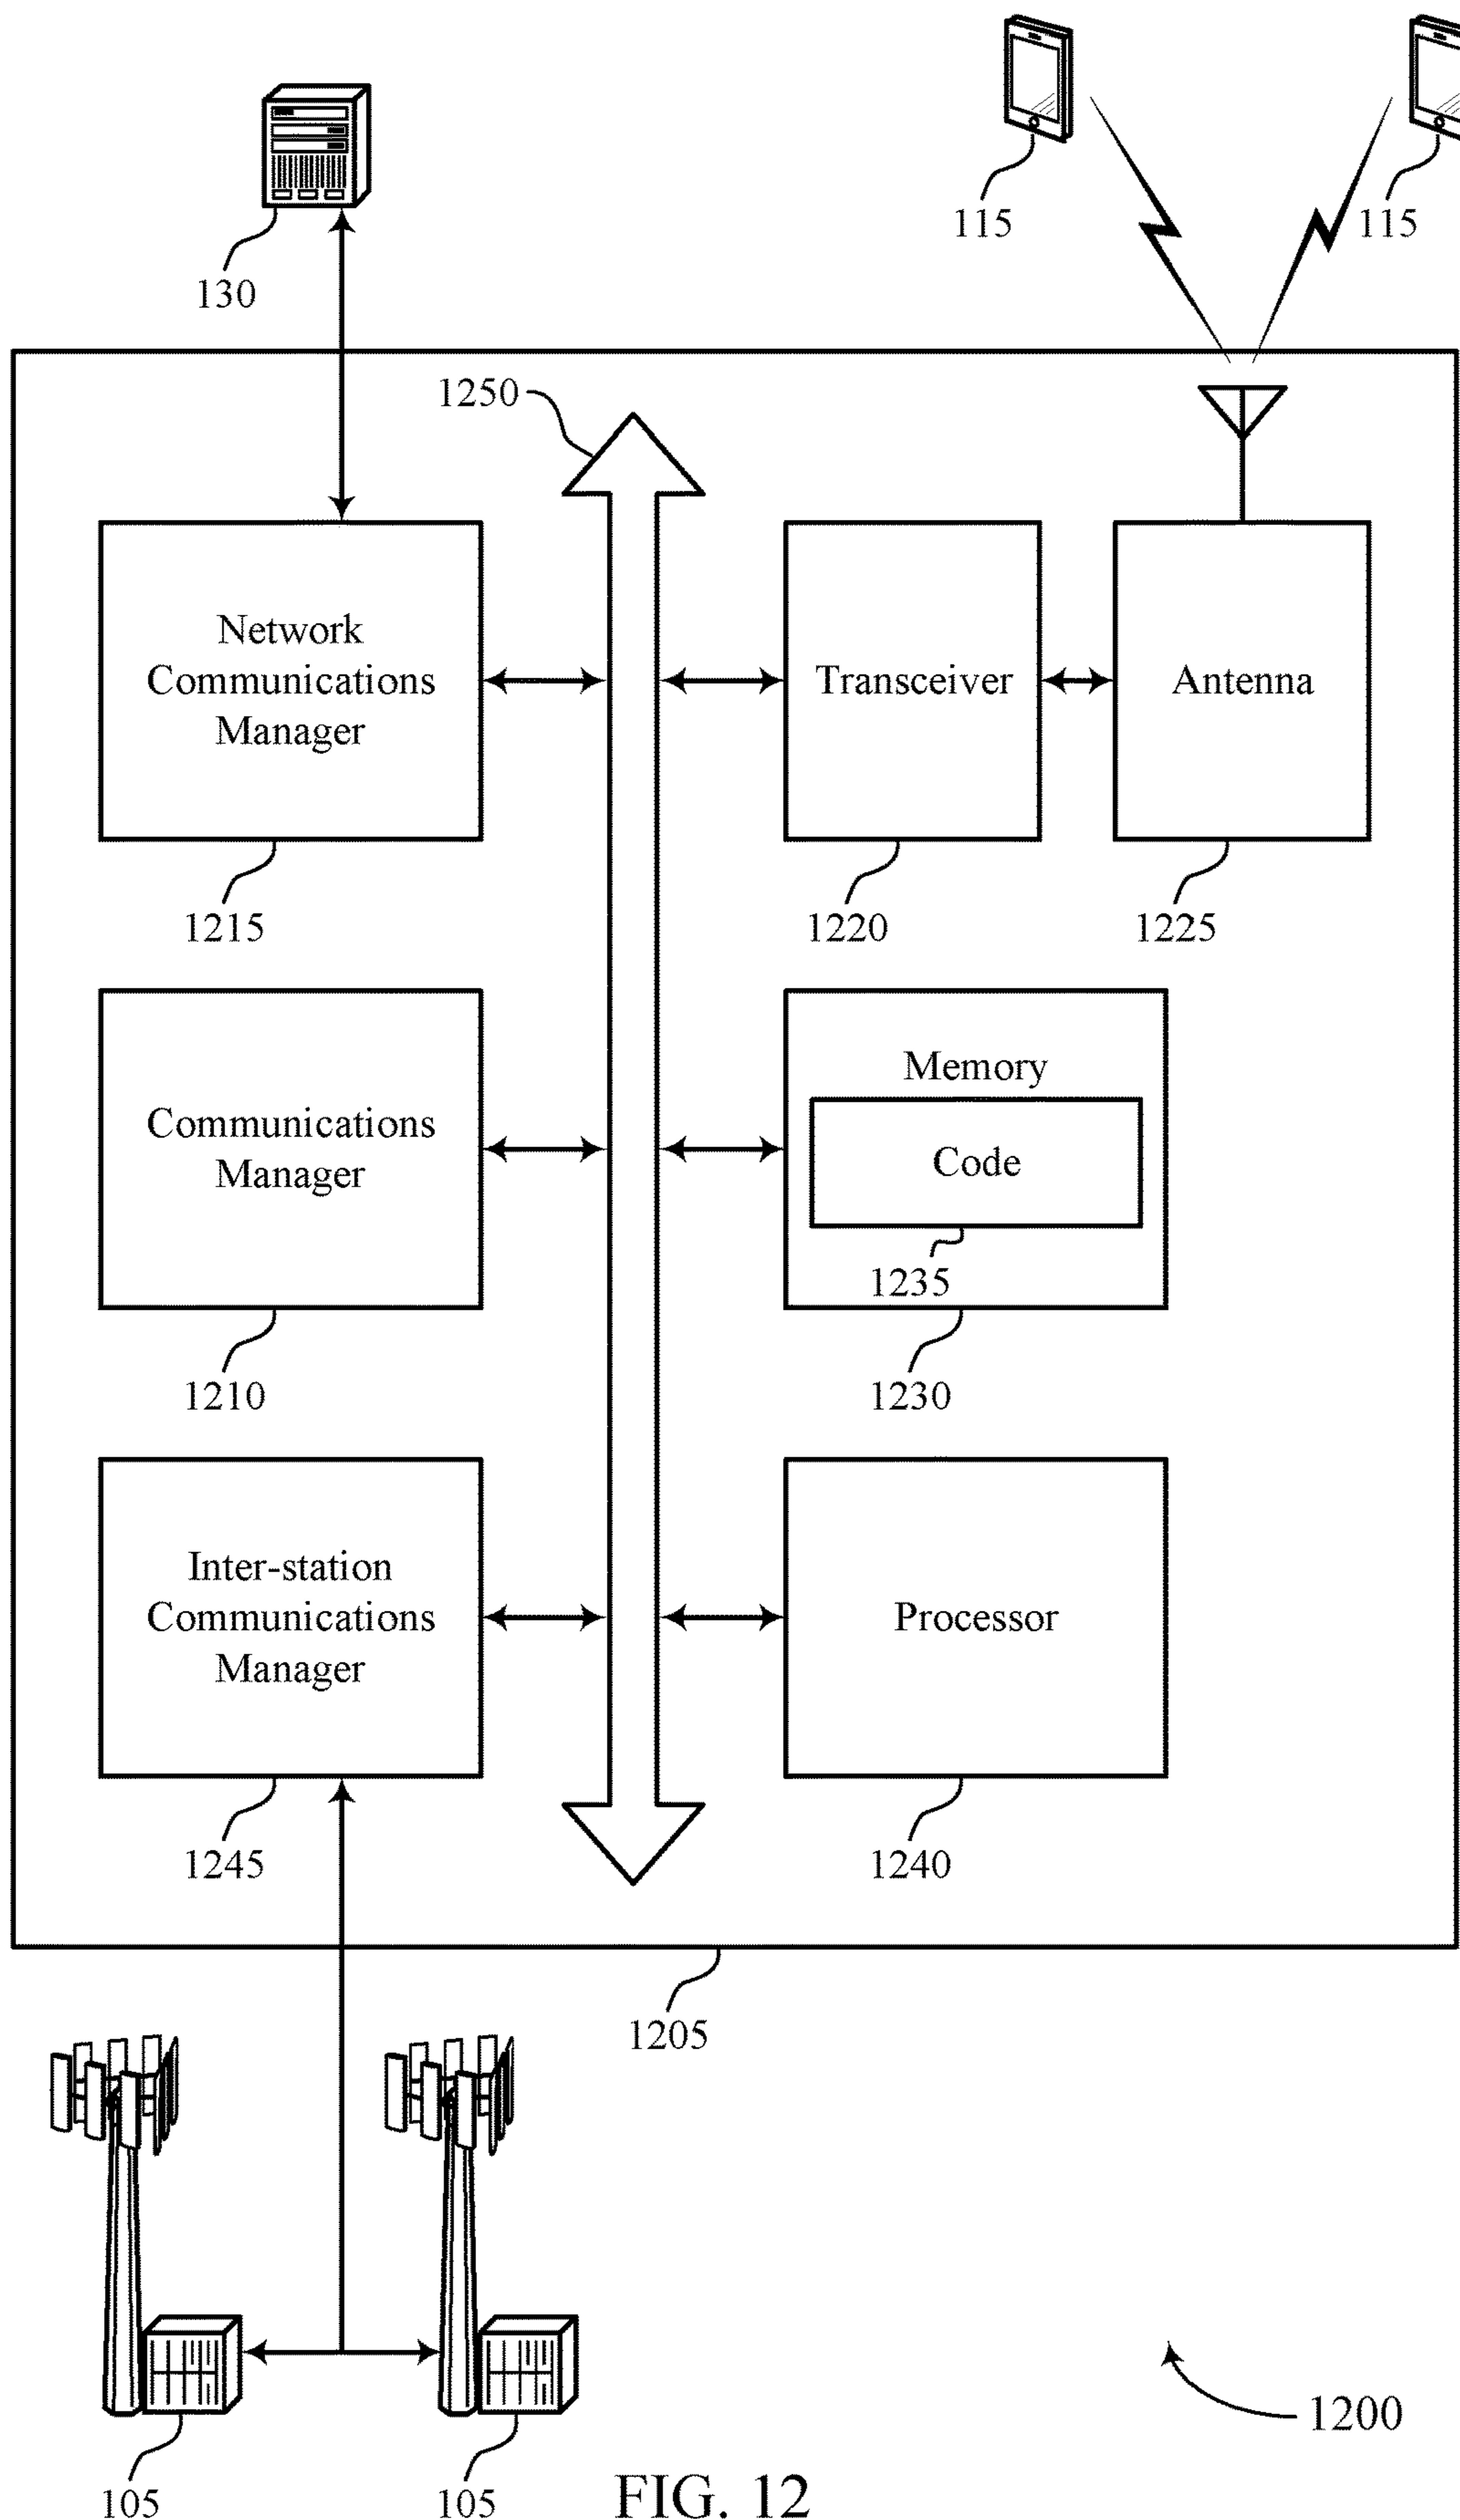 115
115
130
1250
Network
Communications
Manager
Transceiver
Antenna
1215
1220
1225
Communications
Manager
Memory
Code
1235
1210
1230
Inter-station
Communications
Manager
Processor
1245
1240
1205
1200
105
105
FIG. 12